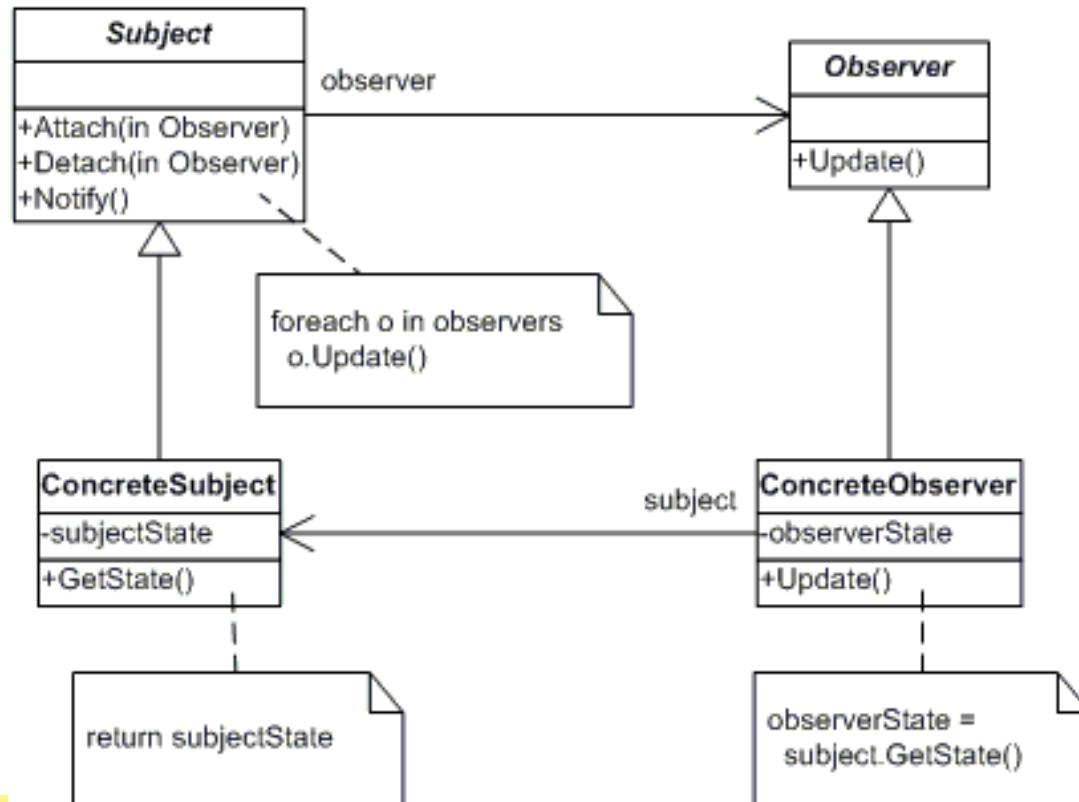 Subject
+Attach(in Observer)
+Detach(in Observer)
+Notify()
observer
Observer
+Update()
foreach o in observers
o.Update()
ConcreteSubject
-subjectState
+GetState()
subject
ConcreteObserver
-observerState
+Update()
return subjectState
observerState =
subject.GetState()